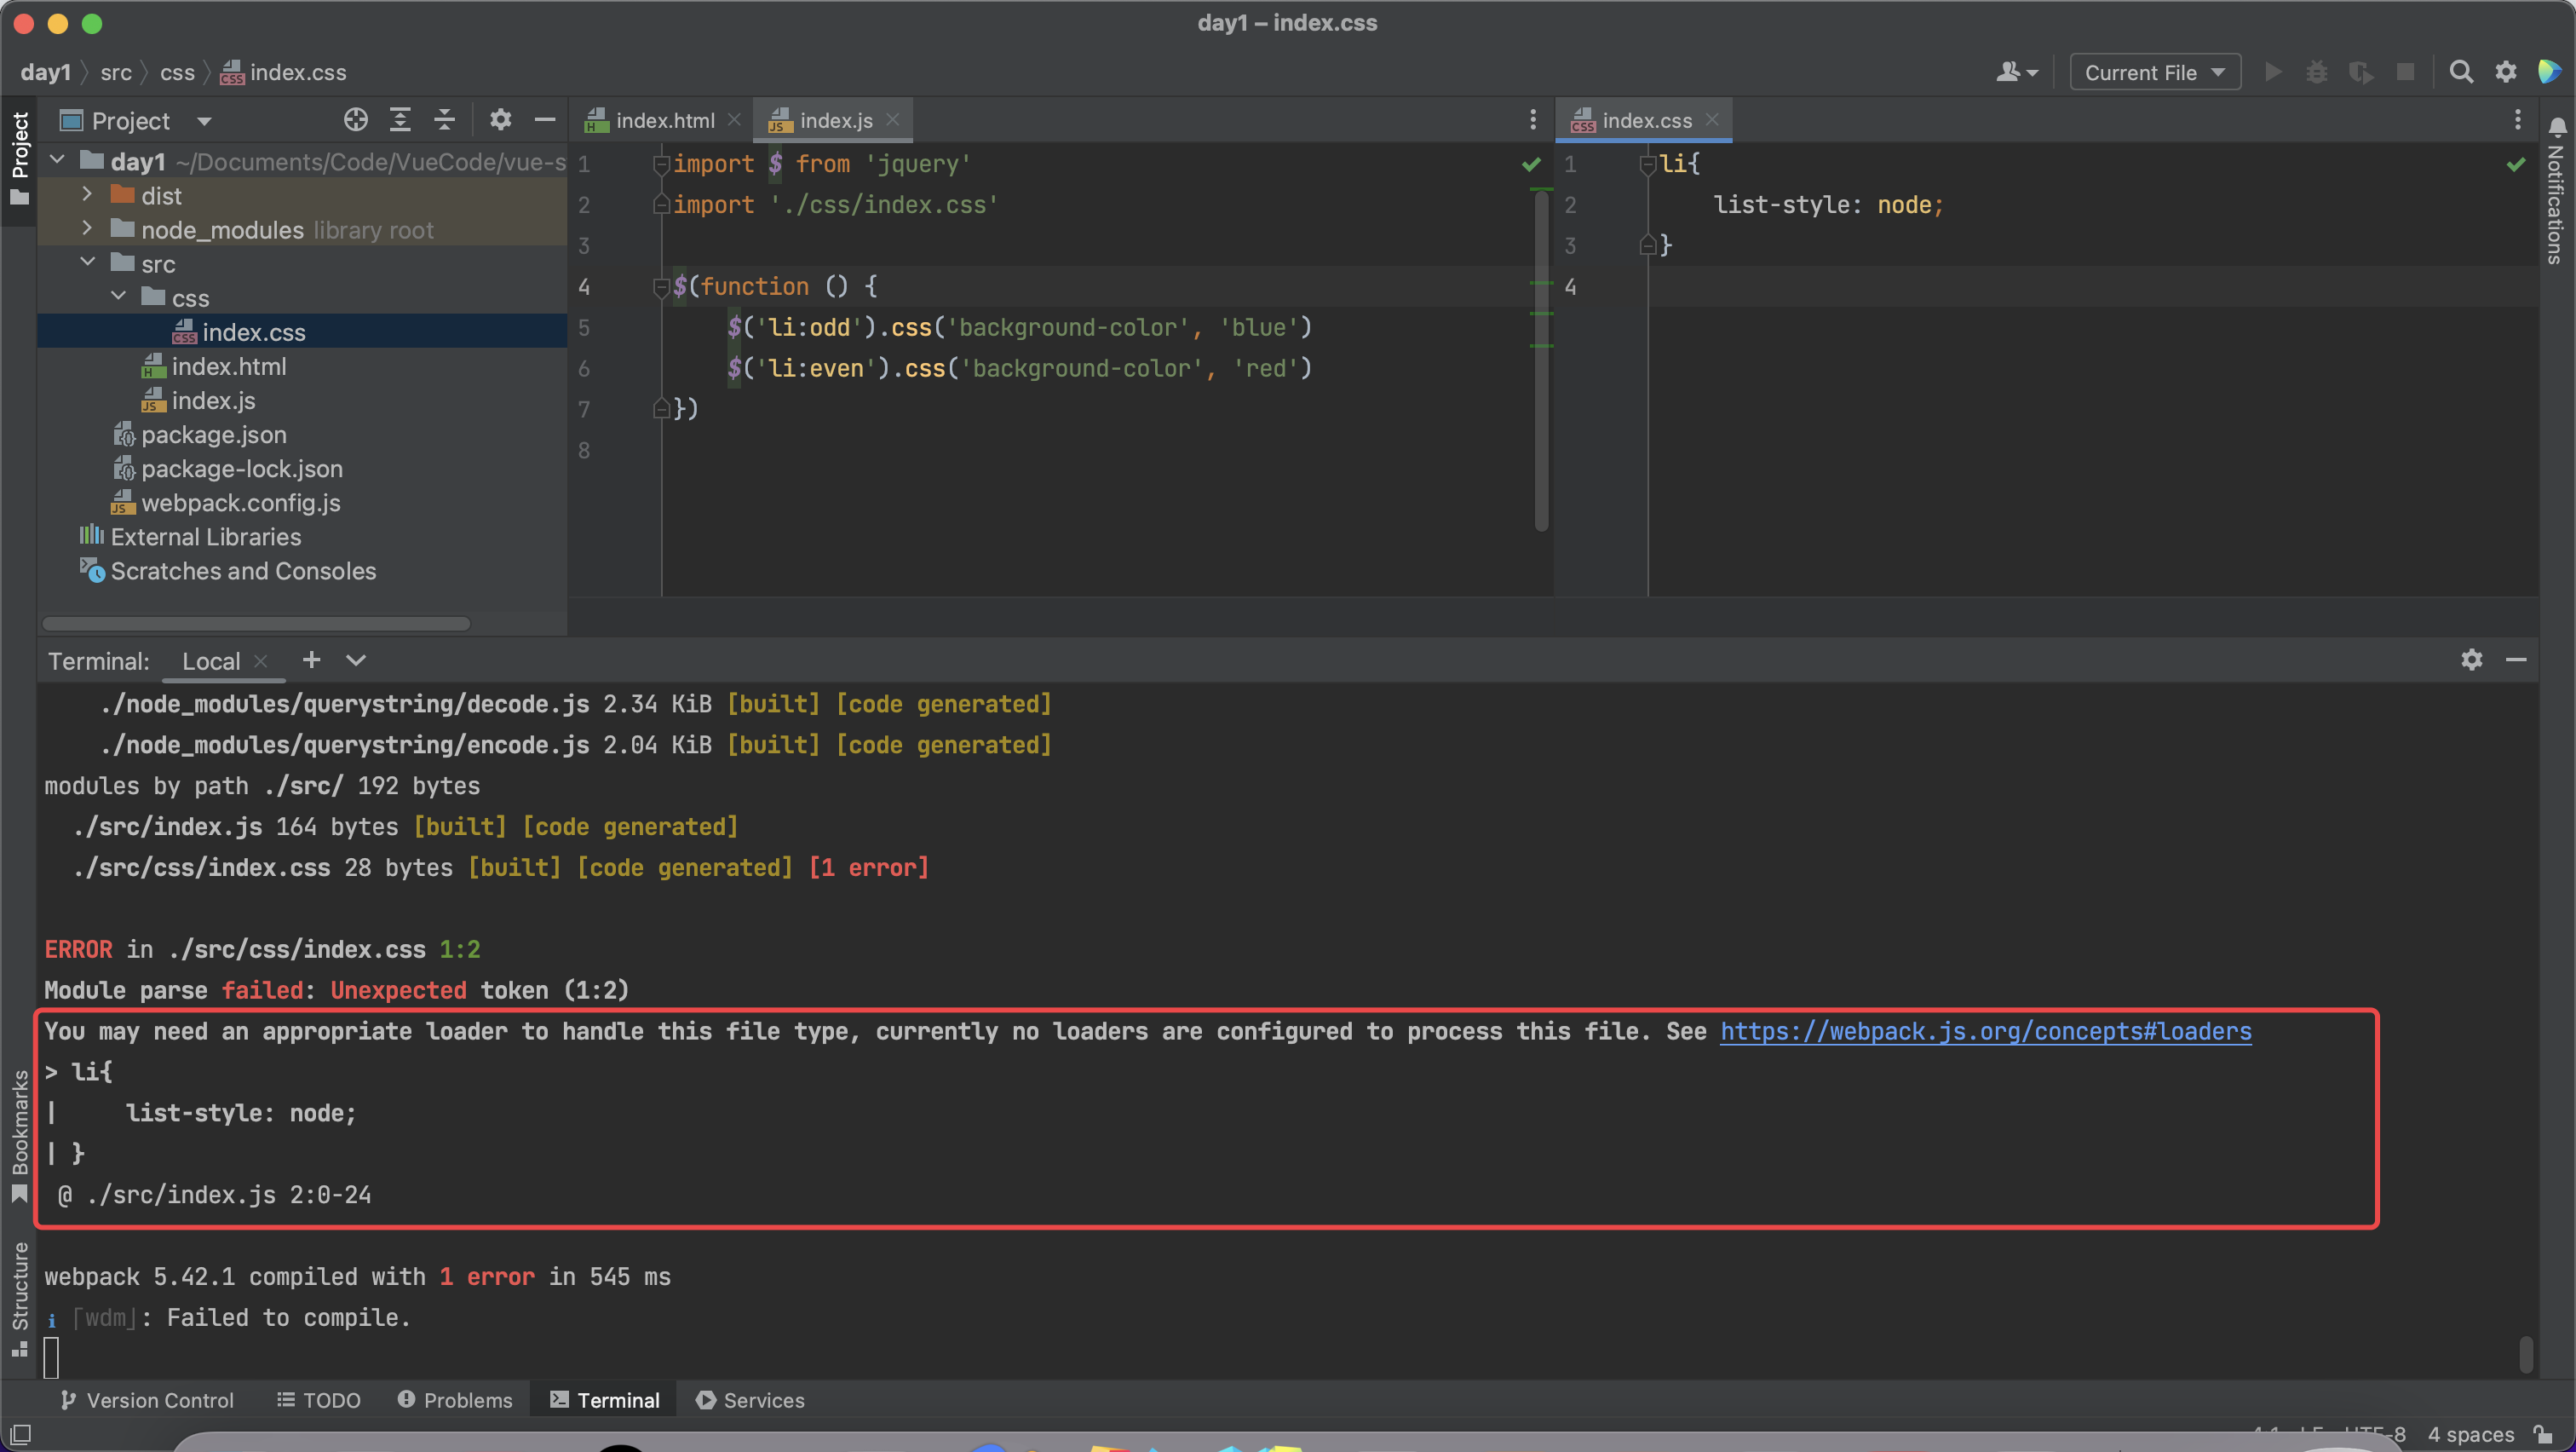 day1 – index.css
day1 src css index.css
Current File
Project
Project
day1 ~/Documents/Code/VueCode/vue-s
dist
node_modules library root
src
css
index.css
index.html
index.js
package.json
package-lock.json
webpack.config.js
External Libraries
Scratches and Consoles
index.html
index.js
1 import $ from 'jquery'
2 import './css/index.css'
3
4 $(function () {
5 $('li:odd').css('background-color', 'blue')
6 $('li:even').css('background-color', 'red')
7 })
8
index.css
1 li{
2 list-style: node;
3 }
4
Notifications
Terminal: Local
./node_modules/querystring/decode.js 2.34 KiB [built] [code generated]
./node_modules/querystring/encode.js 2.04 KiB [built] [code generated]
modules by path ./src/ 192 bytes
./src/index.js 164 bytes [built] [code generated]
./src/css/index.css 28 bytes [built] [code generated] [1 error]
ERROR in ./src/css/index.css 1:2
Module parse failed: Unexpected token (1:2)
You may need an appropriate loader to handle this file type, currently no loaders are configured to process this file. See https://webpack.js.org/concepts#loaders
> li{
| list-style: node;
| }
@ ./src/index.js 2:0-24
webpack 5.42.1 compiled with 1 error in 545 ms
i ｢wdm｣: Failed to compile.
Bookmarks
Structure
Version Control TODO Problems Terminal Services
4 spaces